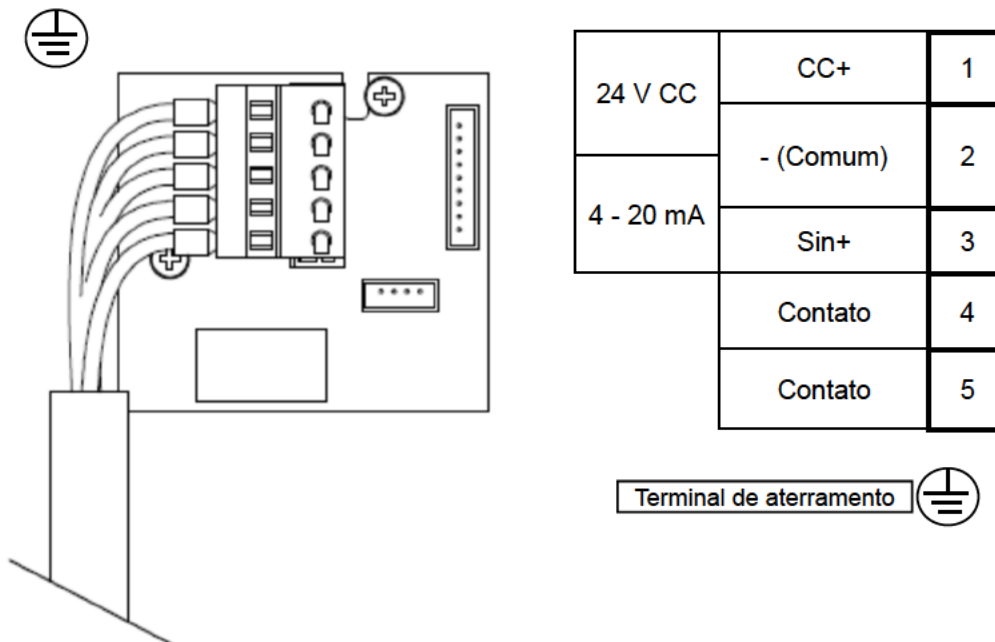 24 V CC
CC+
1
- (Comum)
2
4 - 20 mA
Sin+
3
Contato
4
Contato
5
Terminal de aterramento